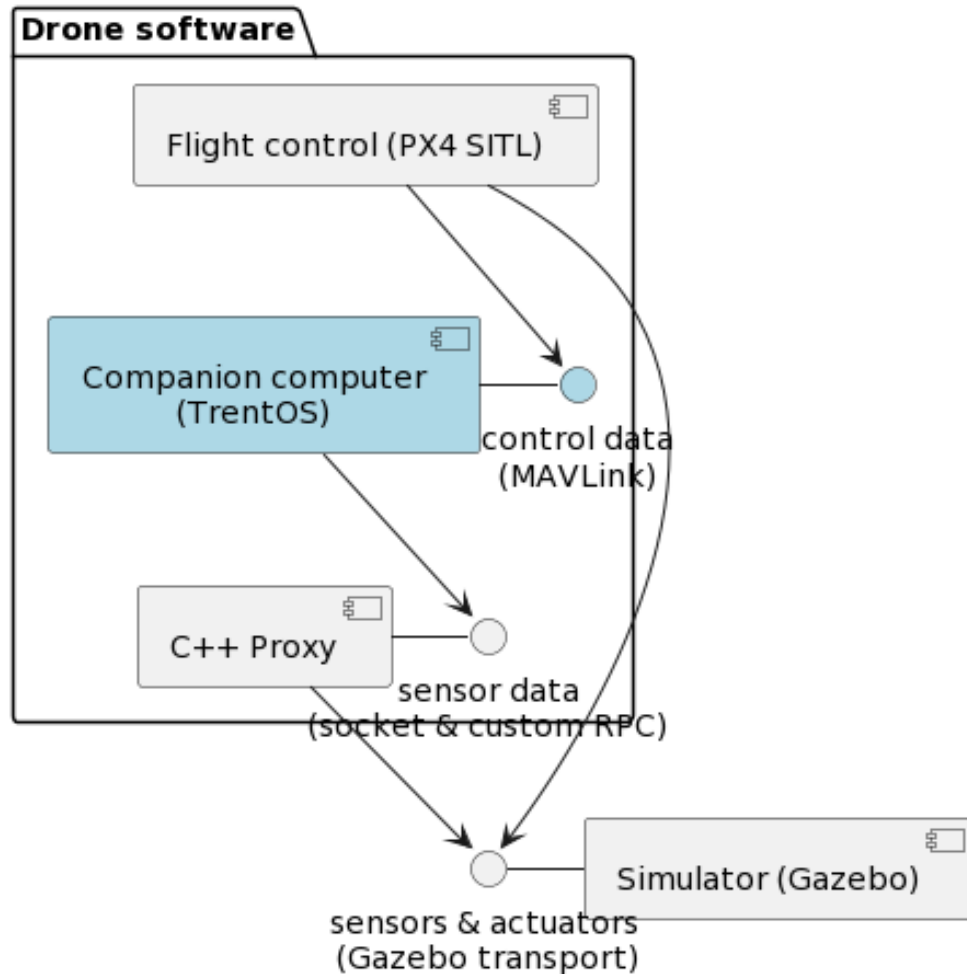 Drone software
Flight control (PX4 SITL)
Companion computer
(TrentOS)
control data
(MAVLink)
C++ Proxy
sensor data
(socket & custom RPC)
Simulator (Gazebo)
sensors & actuators
(Gazebo transport)